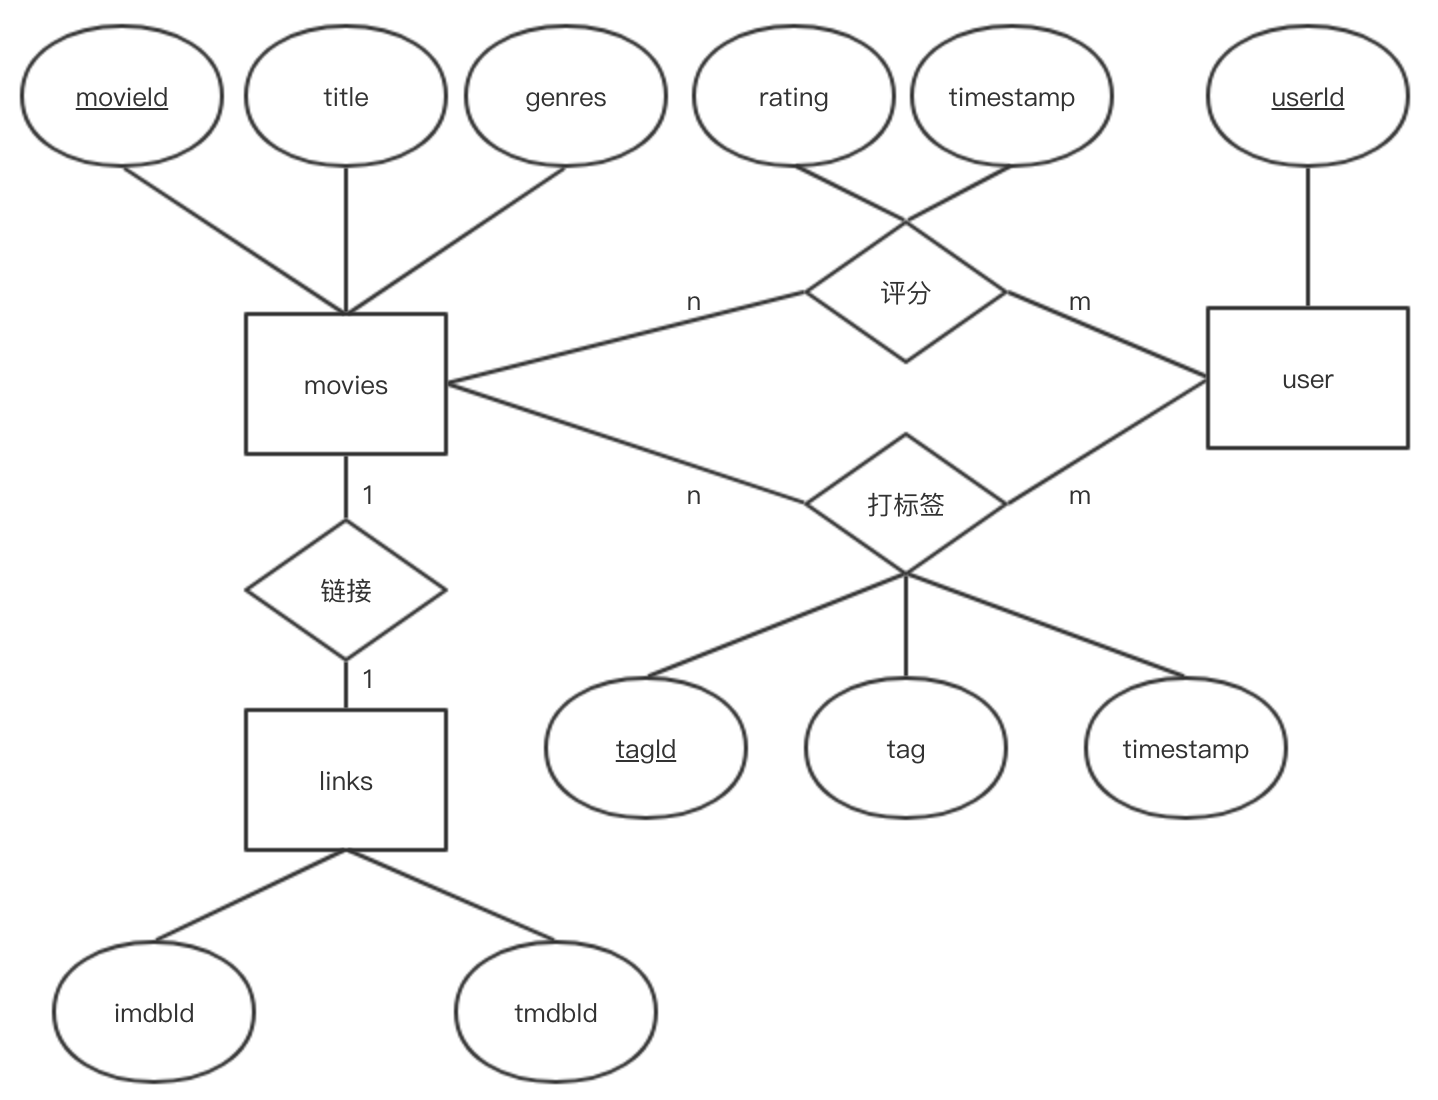 movieId
title
genres
rating
timestamp
userId
评分
n
m
movies
user
n
打标签
m
1
链接
1
links
tagId
tag
timestamp
imdbId
tmdbId